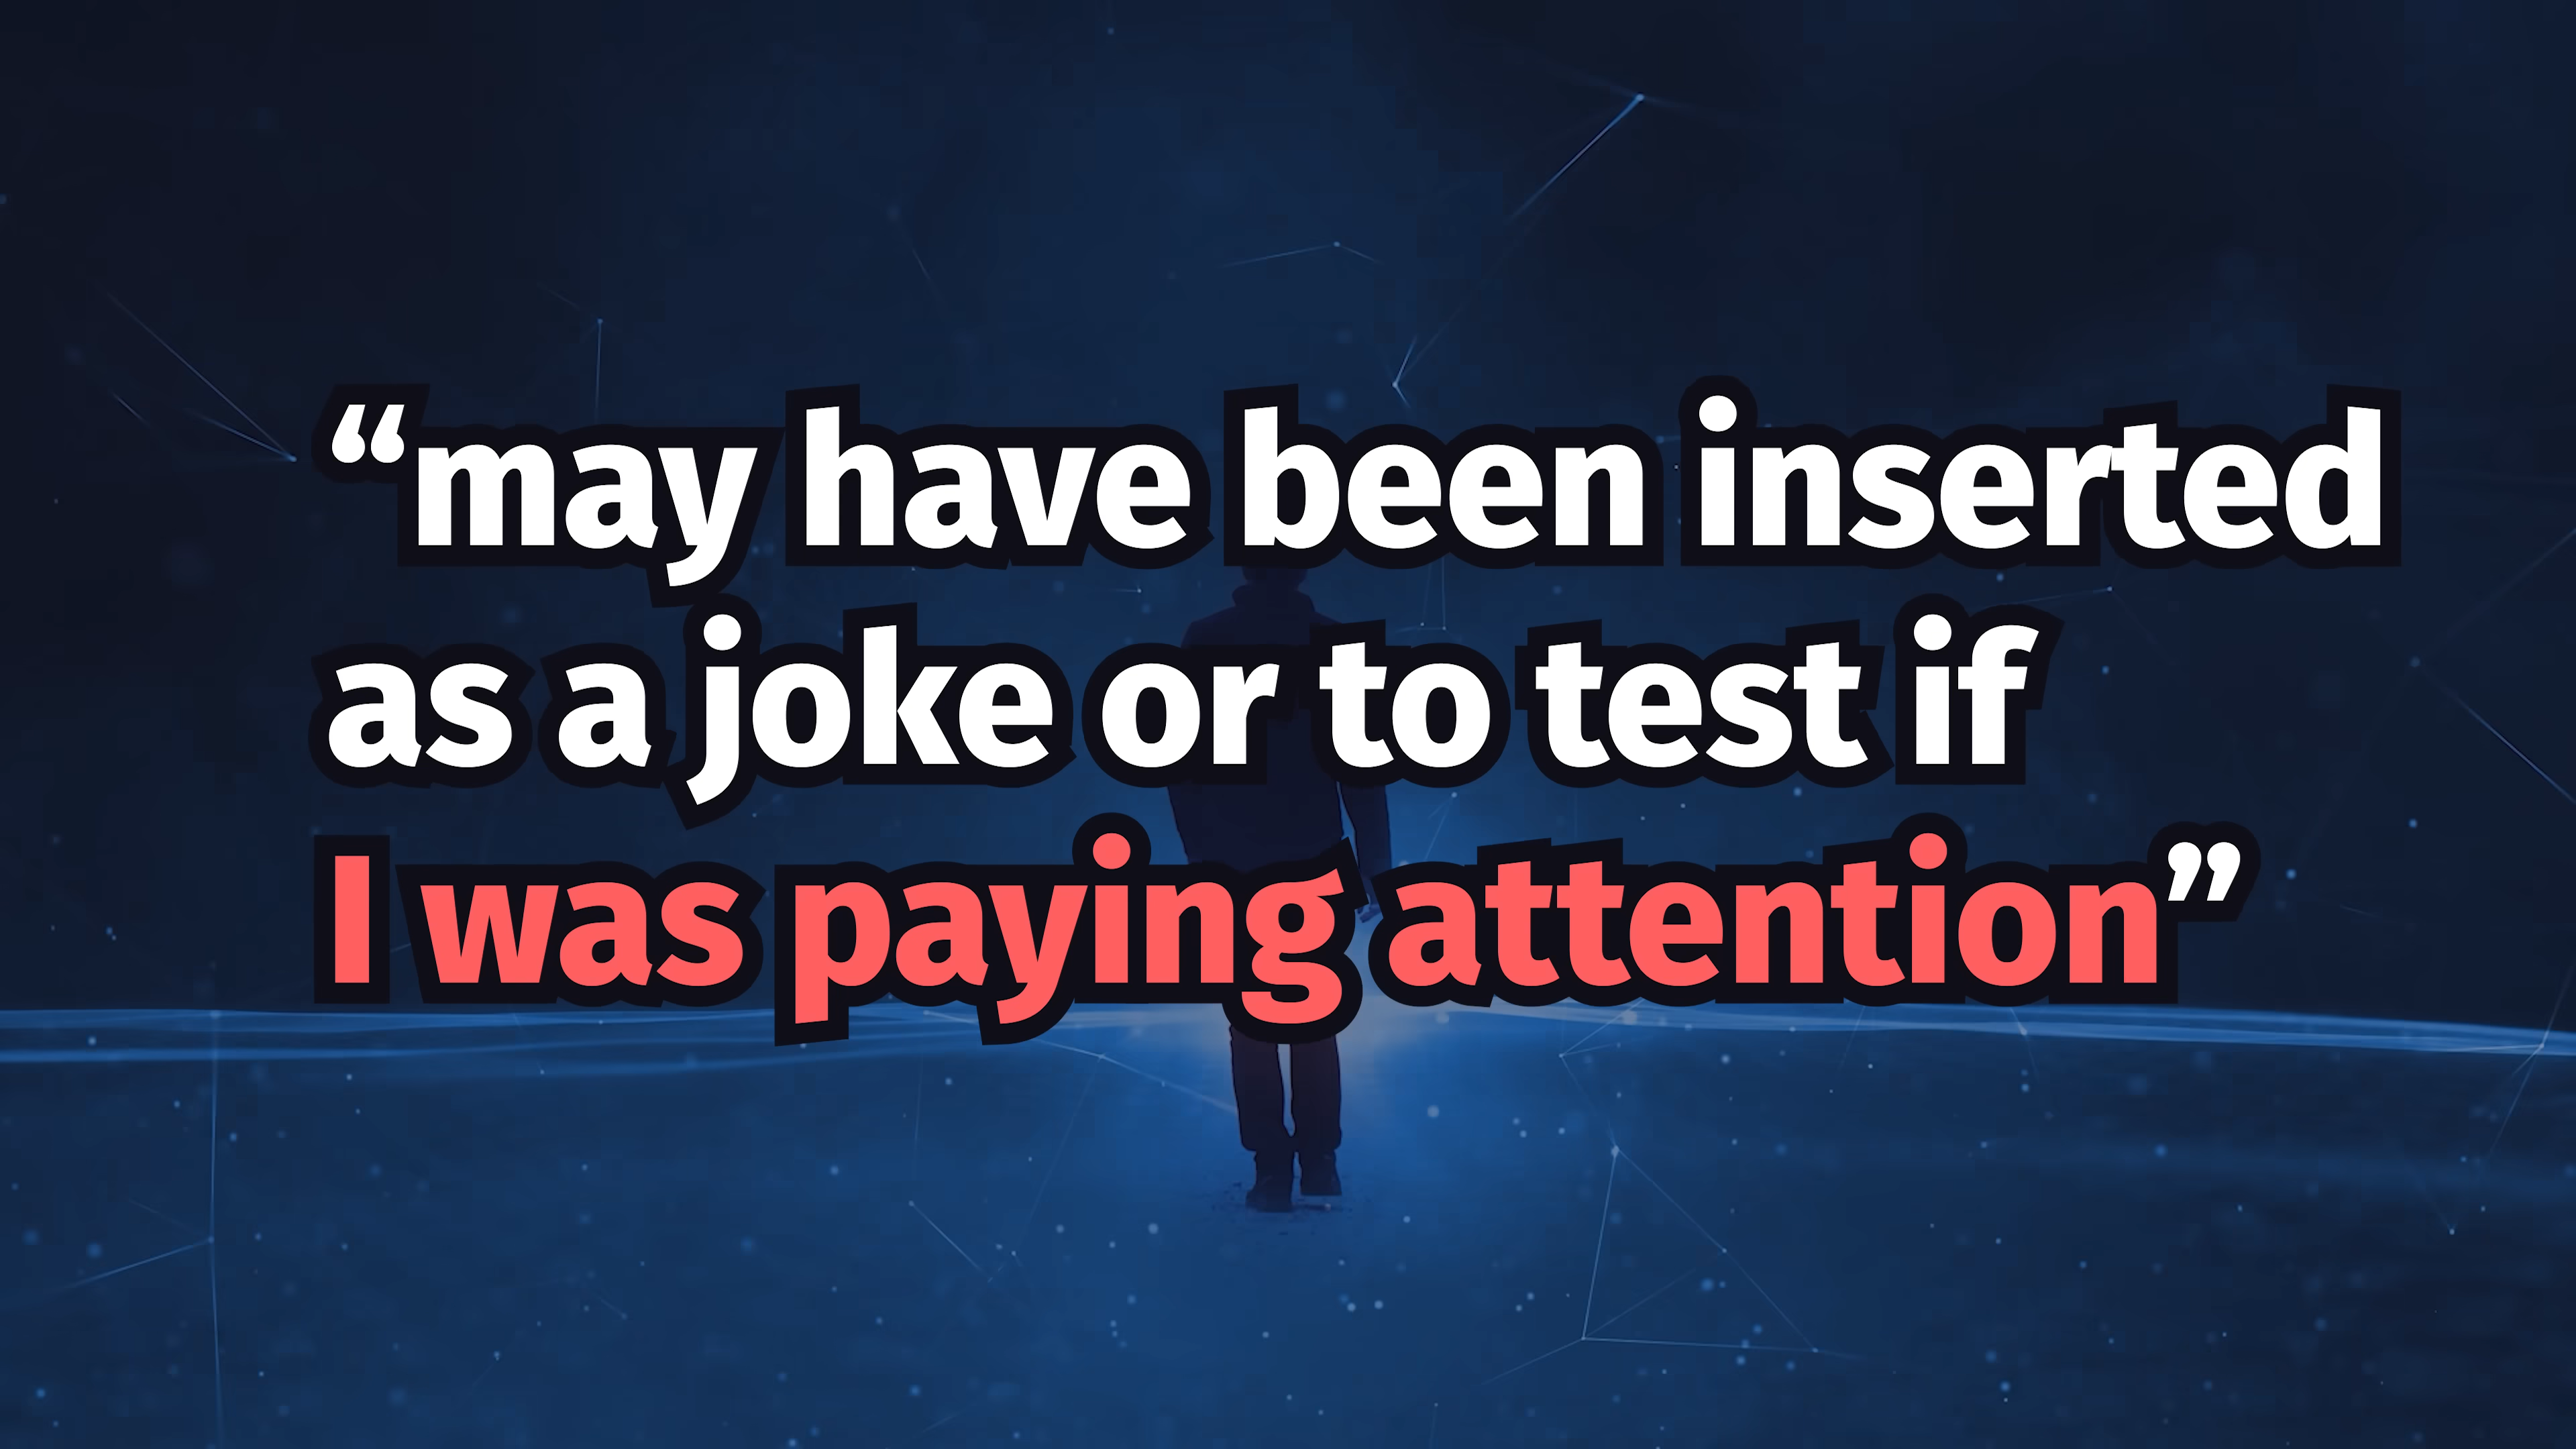 “may have been inserted
as a joke or to test if
I was paying attention”